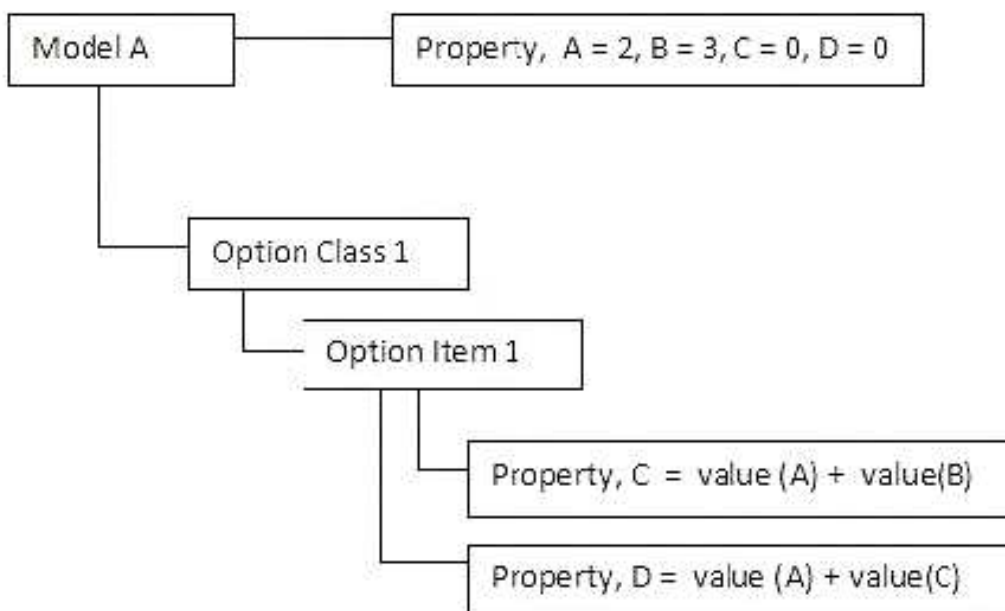 Model A
Property, A = 2, B = 3, C = 0, D = 0
Option Class 1
Option Item 1
Property, C = value (A) + value(B)
Property, D = value (A) + value(C)